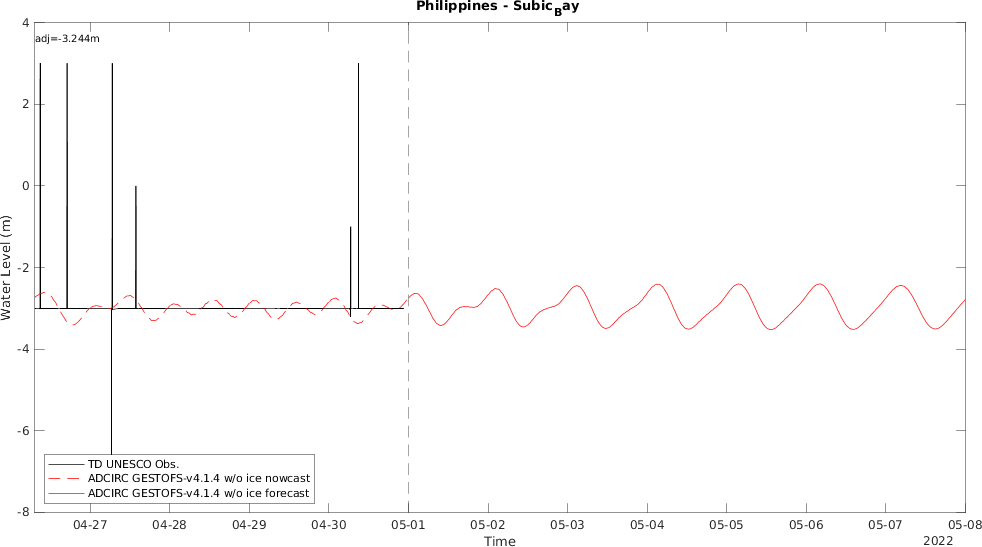 Philippines - Subic_Bay
adj=-3.244m
4
2
0
-2
-4
-6
-8
Water Level (m)
TD UNESCO Obs.
ADCIRC GESTOFS-v4.1.4 w/o ice nowcast
ADCIRC GESTOFS-v4.1.4 w/o ice forecast
04-27 04-28 04-29 04-30 05-01 05-02 05-03 05-04 05-05 05-06 05-07 05-08
Time
2022